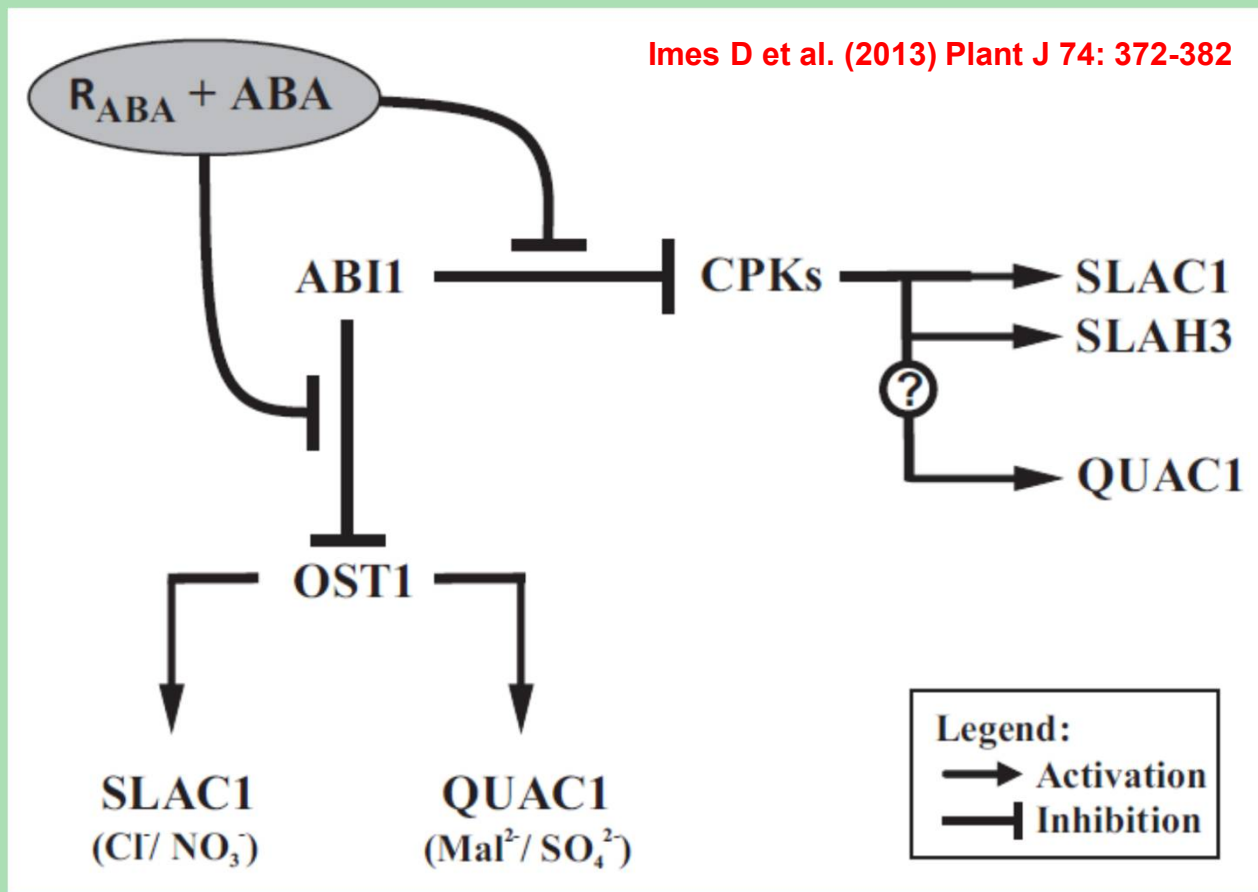 Imes D et al. (2013) Plant J 74: 372-382
R_ABA + ABA
ABI1
CPKs
SLAC1
SLAH3
?
QUAC1
OST1
SLAC1
(Cl⁻/ NO₃⁻)
QUAC1
(Mal²⁻/ SO₄²⁻)
Legend:
Activation
Inhibition